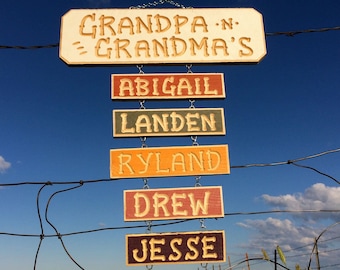 GRANDPA·N·
GRANDMA'S
ABIGAIL
LANDEN
RYLAND
DREW
JESSE